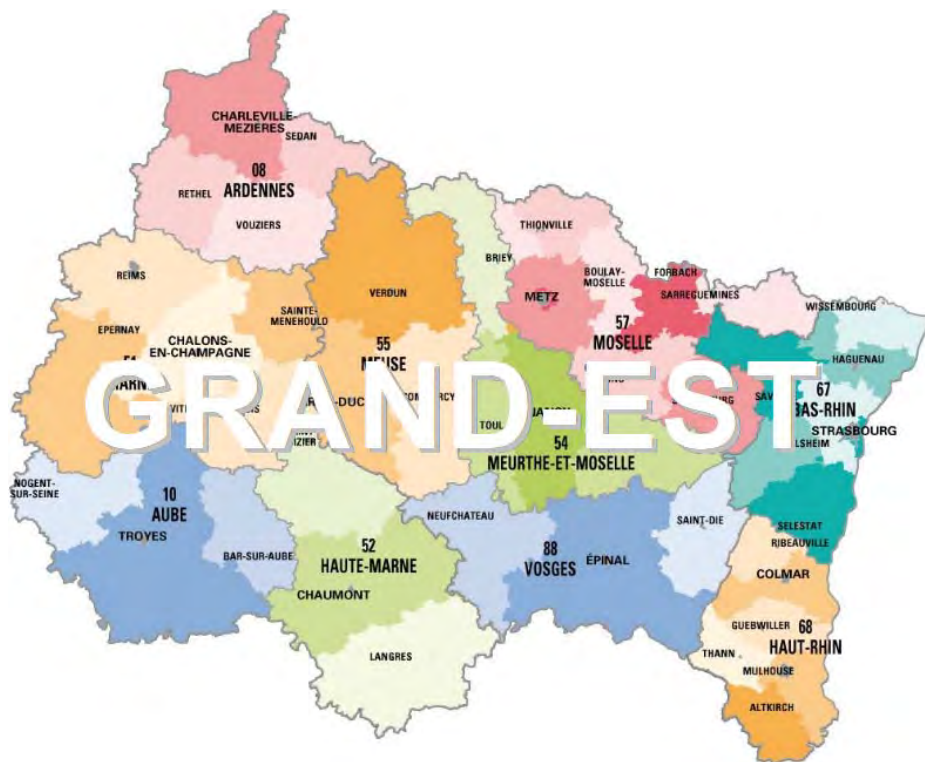 CHARLEVILLE-
MEZIÈRES
SEDAN
08
ARDENNES
RETHEL
VOUZIERS
THIONVILLE
BRIEY
REIMS
BOULAY-
MOSELLE
FORBACH
VERDUN
METZ
SARREGUEMINES
WISSEMBOURG
SAINTE-
MENEHOULD
57
MOSELLE
EPERNAY
CHALONS-
EN-CHAMPAGNE
55
MEUSE
HAGUENAU
67
BAS-RHIN
GRAND-EST
TOUL
STRASBOURG
54
MEURTHE-ET-MOSELLE
NOGENT-
SUR-SEINE
10
AUBE
TROYES
NEUFCHATEAU
SAINT-DIE
SELESTAT
RIBEAUVILLE
BAR-SUR-AUBE
52
HAUTE-MARNE
88
VOSGES
ÉPINAL
COLMAR
CHAUMONT
GUEBWILLER
68
HAUT-RHIN
LANGRES
THANN
MULHOUSE
ALTKIRCH